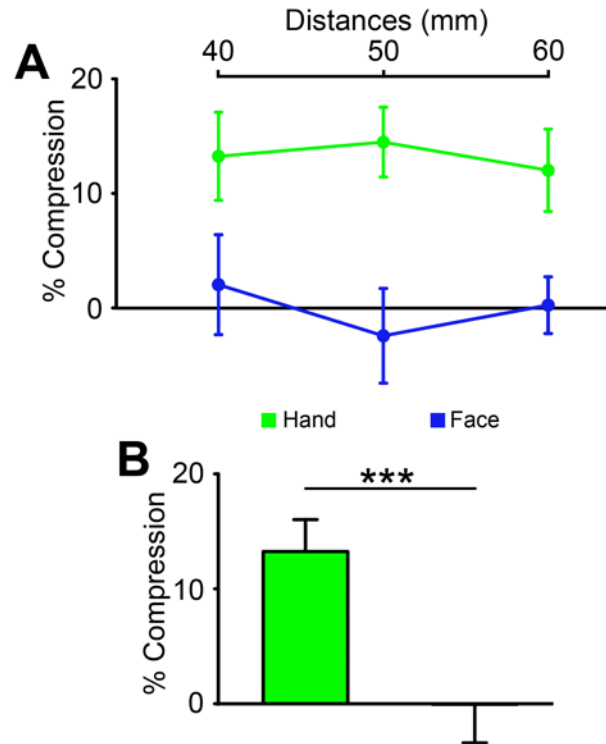 Distances (mm)
A
40 50 60
20
10
0
% Compression
Hand Face
B
***
20
10
0
% Compression